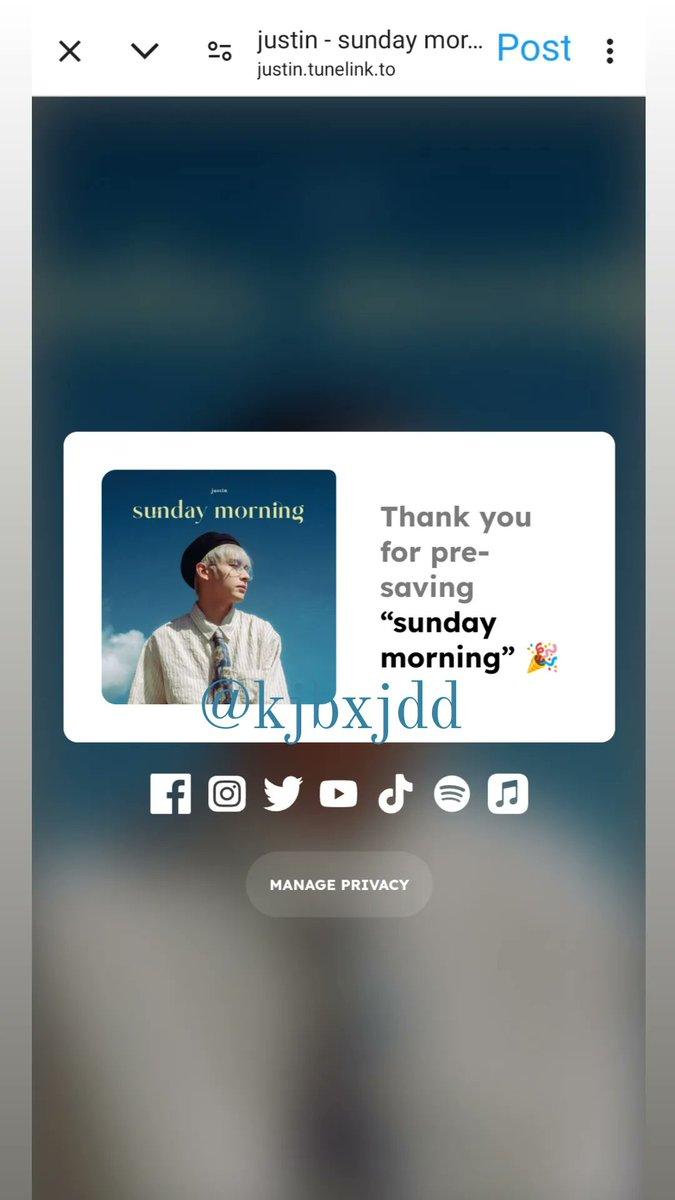 justin - sunday mor...
Post
justin.tunelink.to
justin
sunday morning
Thank you
for pre-
saving
“sunday
morning” 🎉
@kjbxjdd
MANAGE PRIVACY